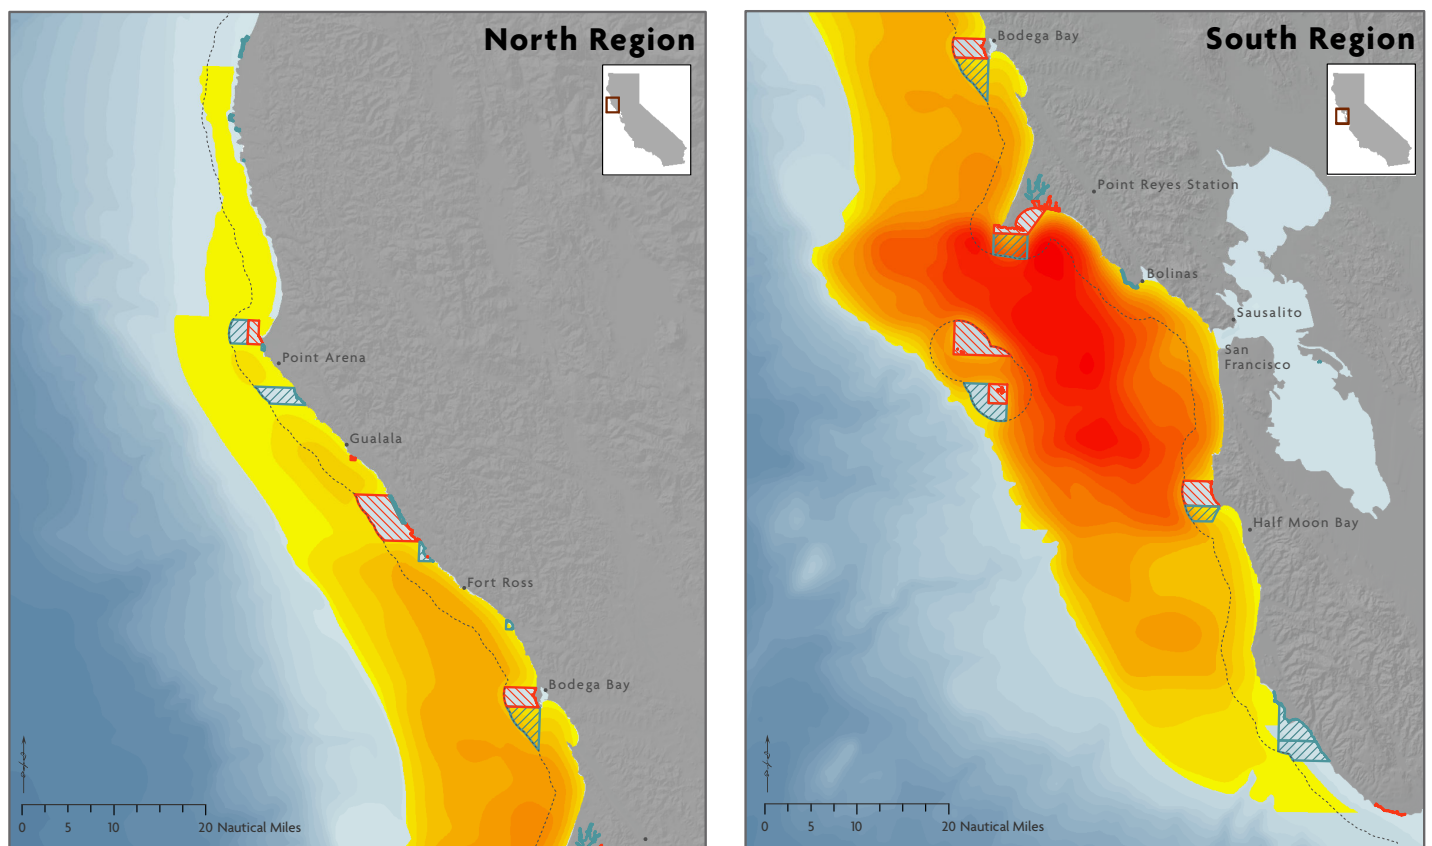 North Region
Point Arena
Gualala
Fort Ross
Bodega Bay
0 5 10 20 Nautical Miles
South Region
Bodega Bay
Point Reyes Station
Bolinas
Sausalito
San
Francisco
Half Moon Bay
0 5 10 20 Nautical Miles